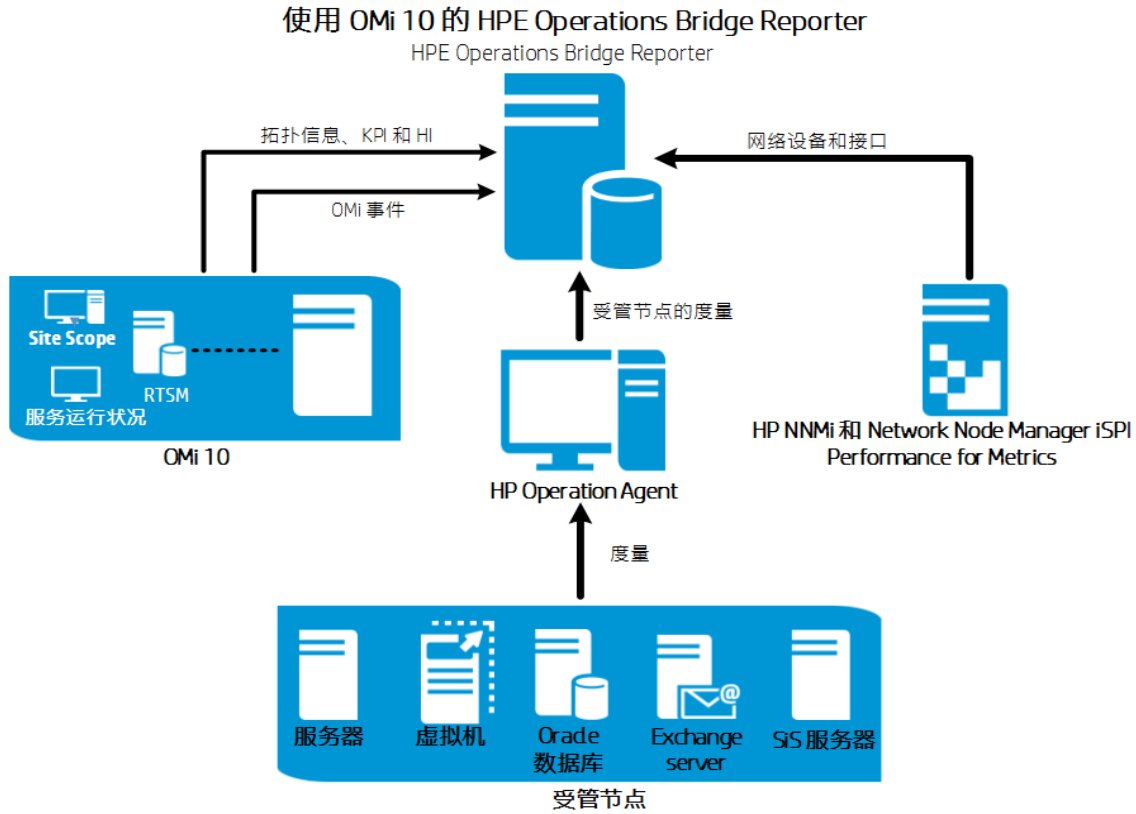 使用 OMi 10 的 HPE Operations Bridge Reporter
HPE Operations Bridge Reporter
拓扑信息、KPI 和 HI
网络设备和接口
OMi 事件
受管节点的度量
Site Scope
RTSM
服务运行状况
OMi 10
HP NNMi 和 Network Node Manager iSPI
Performance for Metrics
HP Operation Agent
度量
@
服务器
虚拟机
Oracle
数据库
Exchange
server
SiS 服务器
受管节点